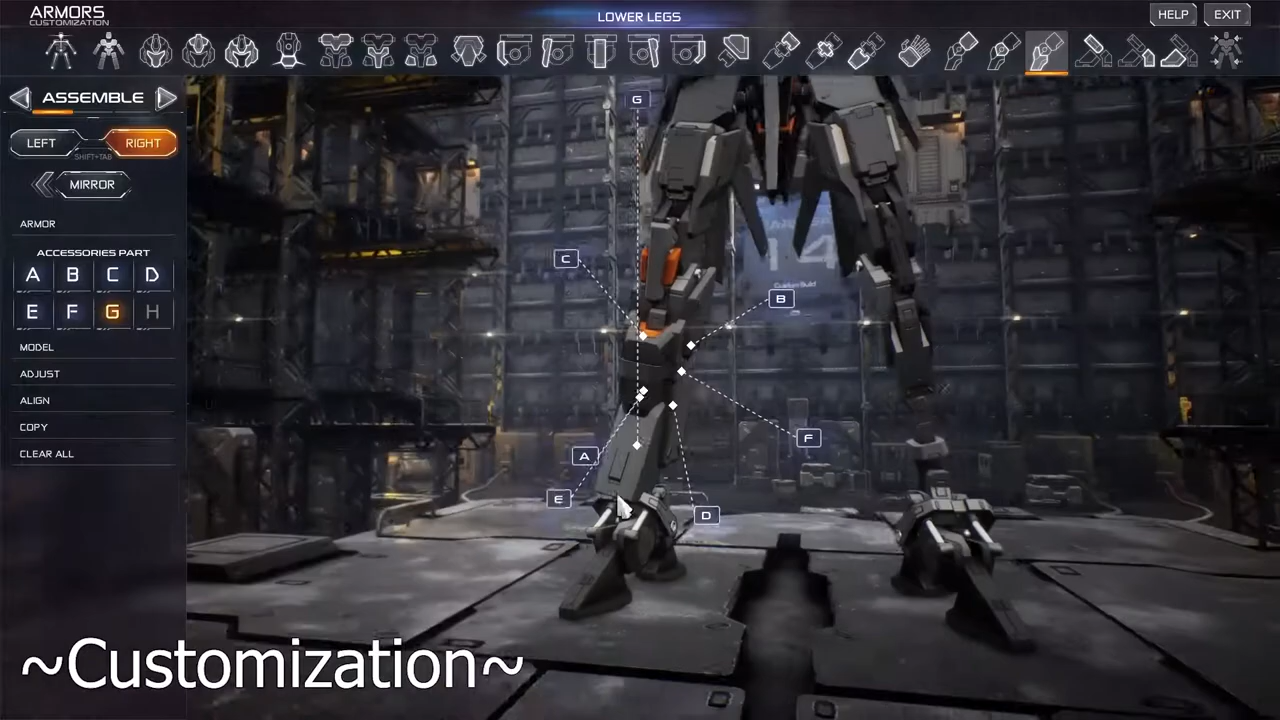 ARMORS
CUSTOMIZATION
LOWER LEGS
HELP
EXIT
ASSEMBLE
LEFT
RIGHT
SHIFT+TAB
MIRROR
ARMOR
ACCESSORIES PART
A B C D
E F G H
MODEL
ADJUST
ALIGN
COPY
CLEAR ALL
G
C
B
14
A
F
E
D
~Customization~